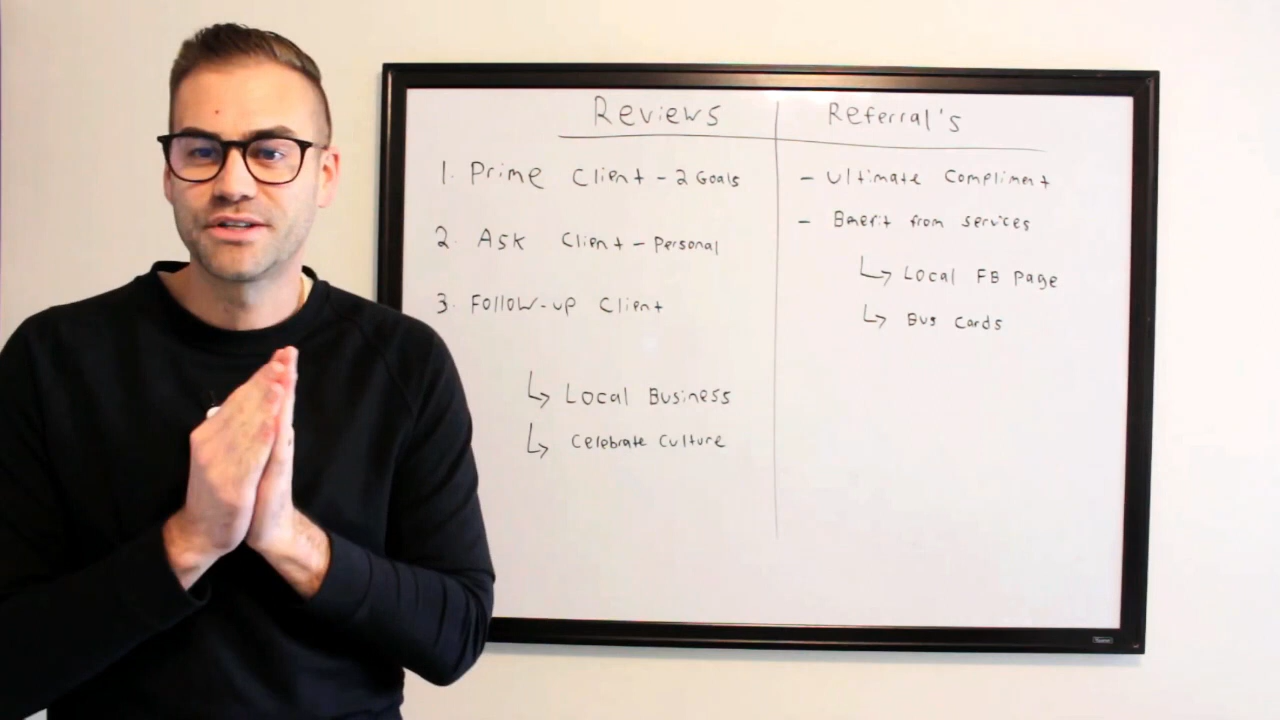 Reviews
1. Prime Client - 2 Goals
2. Ask Client - Personal
3. Follow-up Client
↳ Local Business
↳ Celebrate Culture
Referral's
- Ultimate Compliment
- Benefit from services
↳ Local FB Page
↳ Bus Cards